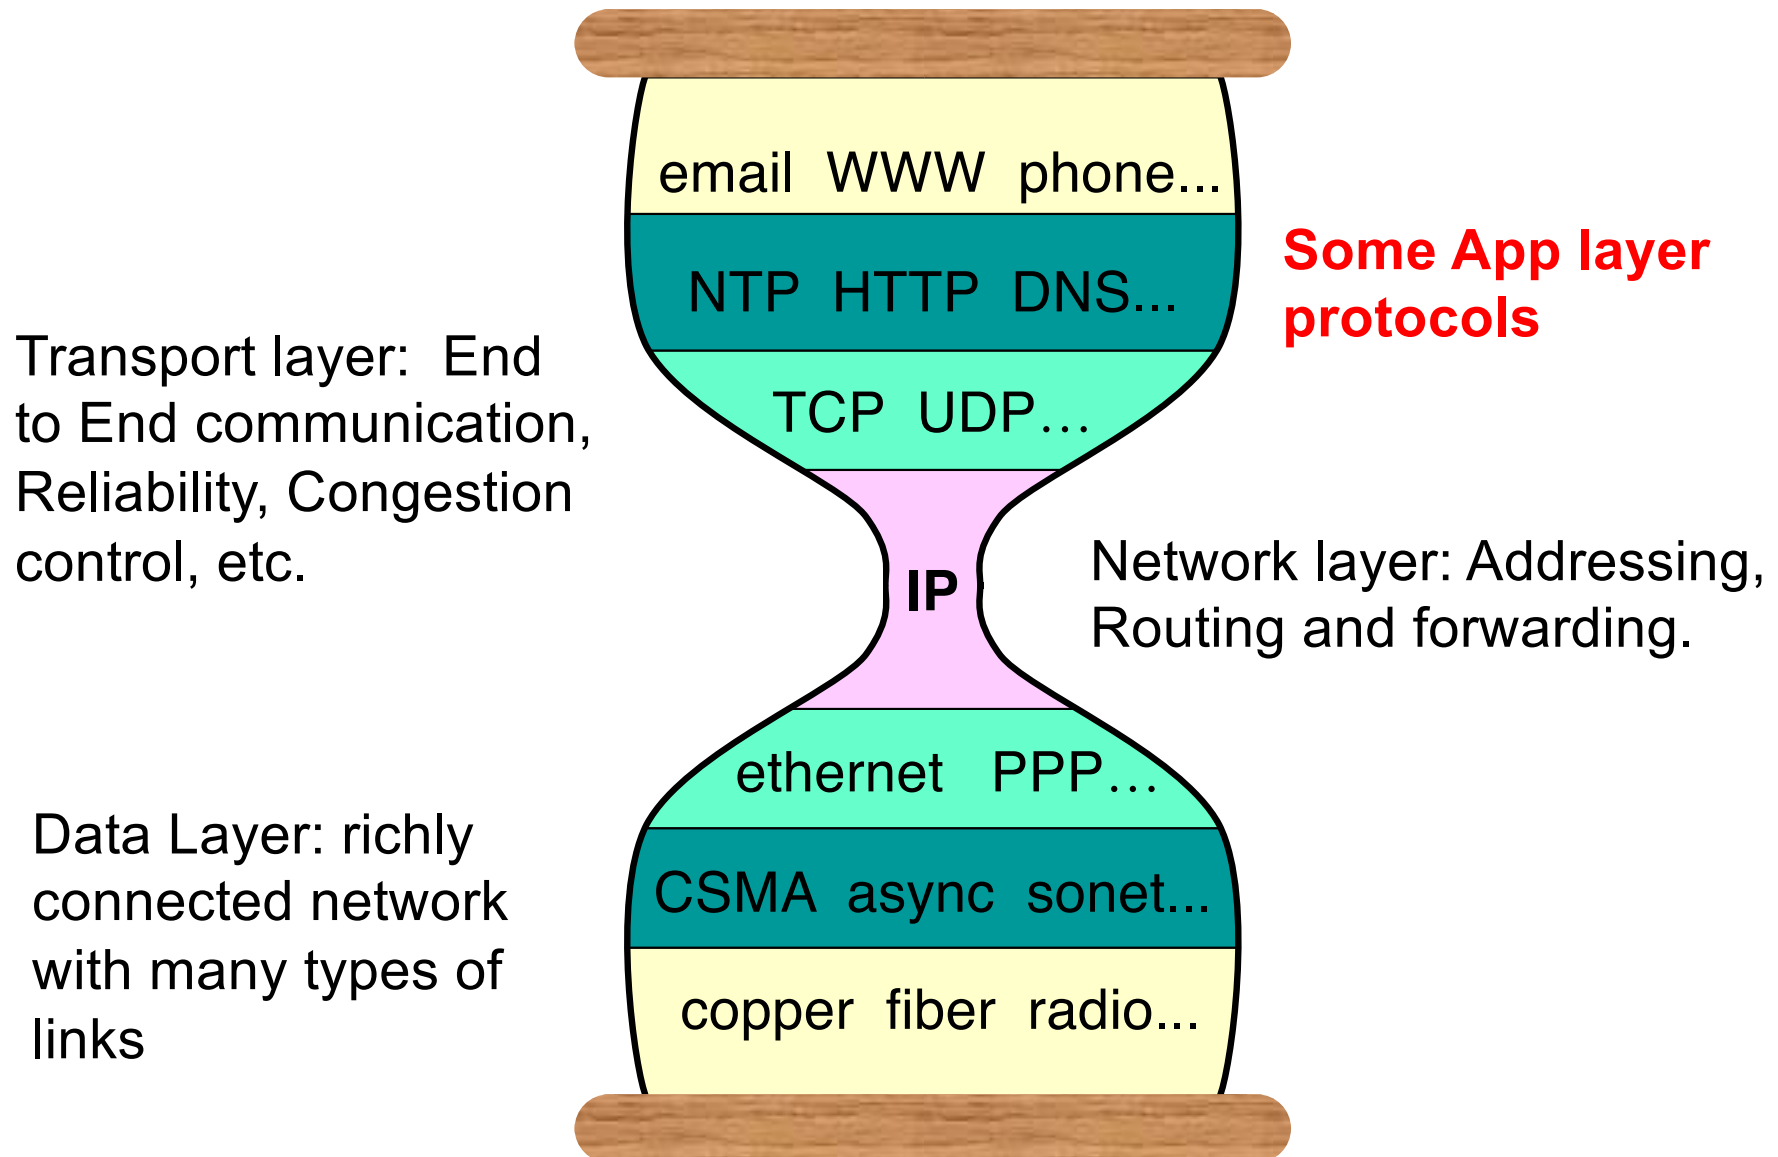 email WWW phone...
NTP HTTP DNS...
Some App layer
protocols
TCP UDP...
Transport layer: End
to End communication,
Reliability, Congestion
control, etc.
IP
Network layer: Addressing,
Routing and forwarding.
ethernet PPP...
CSMA async sonet...
copper fiber radio...
Data Layer: richly
connected network
with many types of
links